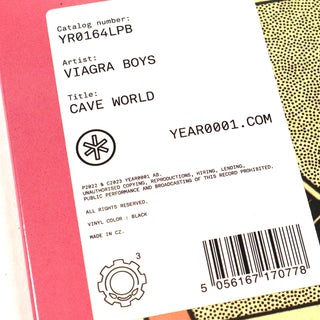 Catalog number:
YR0164LPB
Artist:
VIAGRA BOYS
Title:
CAVE WORLD
YEAR0001.COM
P2022 & C2023 YEAR0001 AB.
UNAUTHORISED COPYING, REPRODUCTIONS, HIRING, LENDING,
PUBLIC PERFORMANCE AND BROADCASTING OF THIS RECORD PROHIBITED.
ALL RIGHTS RESERVED.
VINYL COLOR : BLACK
MADE IN CZ.
3
5 056167 170778